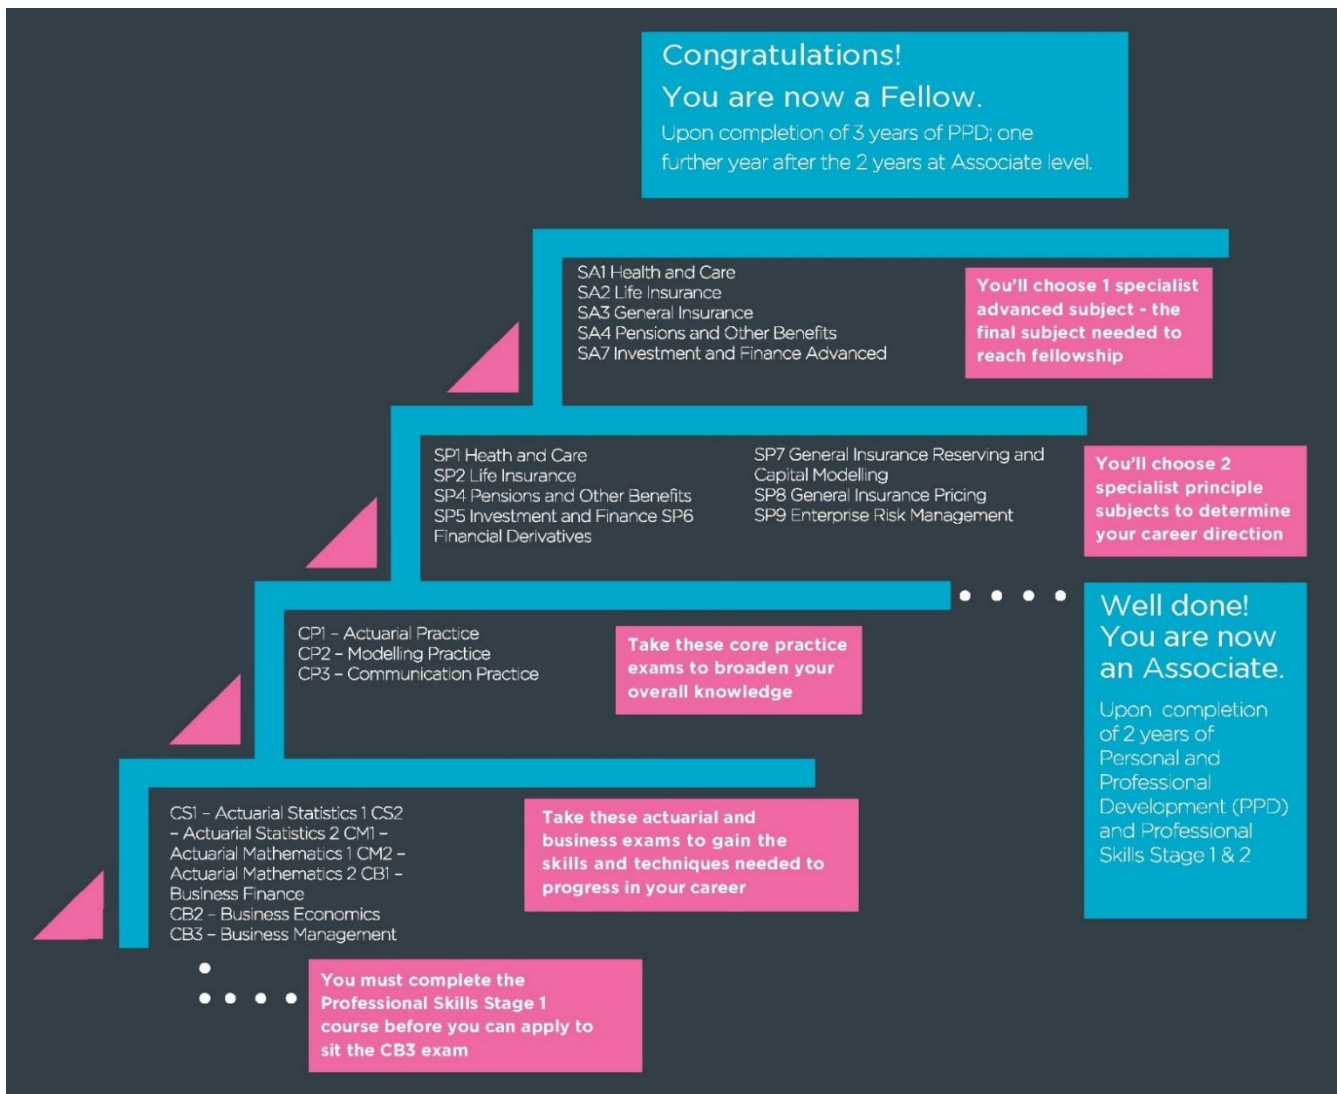 Congratulations!
You are now a Fellow.
Upon completion of 3 years of PPD; one
further year after the 2 years at Associate level.
SA1 Health and Care
SA2 Life Insurance
SA3 General Insurance
SA4 Pensions and Other Benefits
SA7 Investment and Finance Advanced
You'll choose 1 specialist
advanced subject - the
final subject needed to
reach fellowship
SP1 Heath and Care
SP2 Life Insurance
SP4 Pensions and Other Benefits
SP5 Investment and Finance SP6
Financial Derivatives
SP7 General Insurance Reserving and
Capital Modelling
SP8 General Insurance Pricing
SP9 Enterprise Risk Management
You'll choose 2
specialist principle
subjects to determine
your career direction
CP1 – Actuarial Practice
CP2 – Modelling Practice
CP3 – Communication Practice
Take these core practice
exams to broaden your
overall knowledge
Well done!
You are now
an Associate.
Upon completion
of 2 years of
Personal and
Professional
Development (PPD)
and Professional
Skills Stage 1 & 2
CS1 – Actuarial Statistics 1 CS2
– Actuarial Statistics 2 CM1 –
Actuarial Mathematics 1 CM2 –
Actuarial Mathematics 2 CB1 –
Business Finance
CB2 – Business Economics
CB3 – Business Management
Take these actuarial and
business exams to gain the
skills and techniques needed to
progress in your career
You must complete the
Professional Skills Stage 1
course before you can apply to
sit the CB3 exam